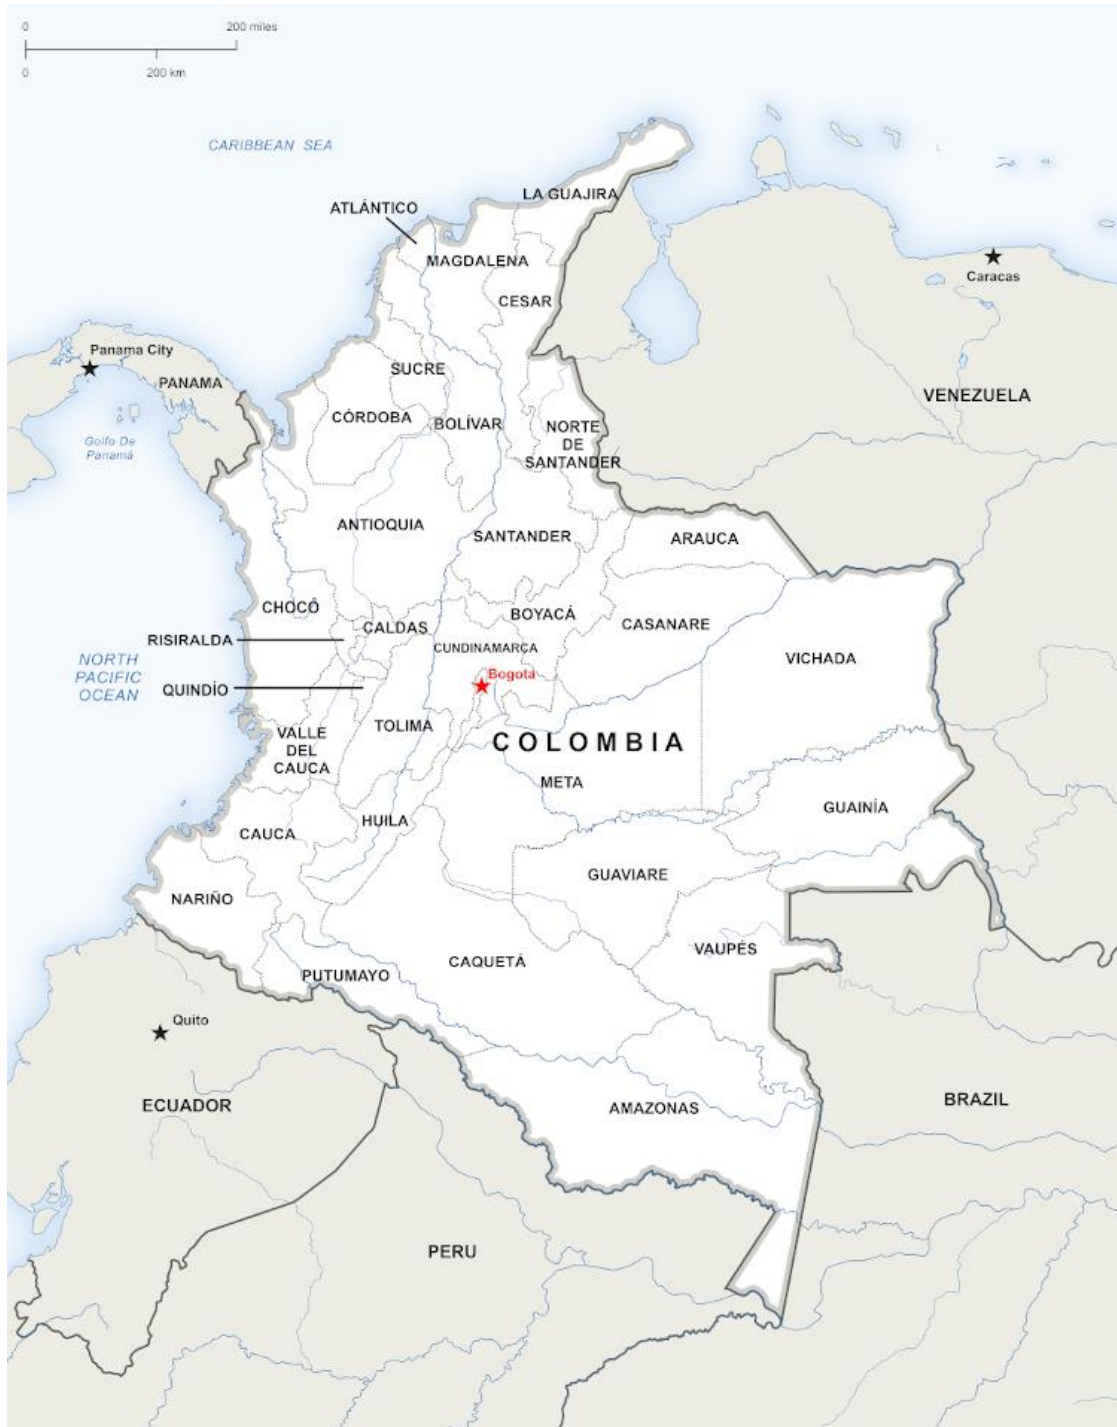 0 200 miles
0 200 km
CARIBBEAN SEA
LA GUAJIRA
ATLÁNTICO
MAGDALENA
Caracas
CESAR
Panama City
SUCRE
PANAMA
VENEZUELA
CÓRDOBA
BOLÍVAR
NORTE
DE
SANTANDER
Golfo De
Panamá
ANTIOQUIA
SANTANDER
ARAUCA
CHOCÓ
BOYACÁ
CALDAS
CASANARE
RISIRALDA
CUNDINAMARCA
VICHADA
NORTH
PACIFIC
OCEAN
Bogota
QUINDÍO
TOLIMA
VALLE
DEL
CAUCA
COLOMBIA
META
GUAINÍA
HUILA
CAUCA
GUAVIARE
NARIÑO
VAUPÉS
CAQUETÁ
PUTUMAYO
Quito
ECUADOR
AMAZONAS
BRAZIL
PERU